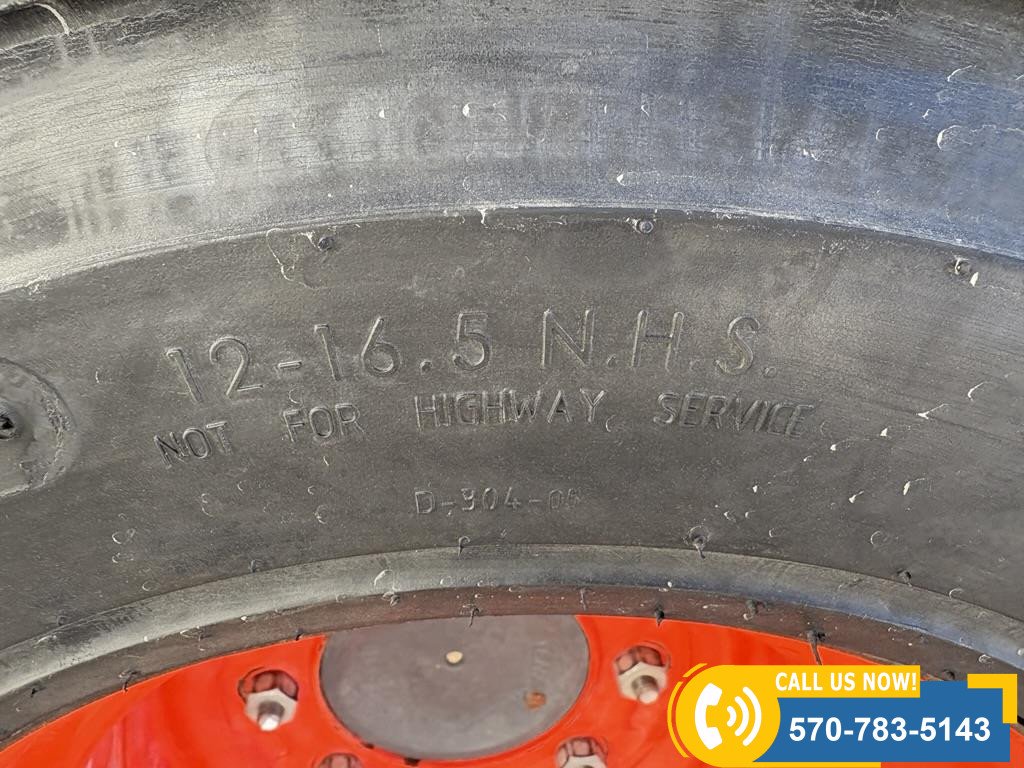 12-16.5 N.H.S.
NOT FOR HIGHWAY SERVICE
CALL US NOW!
570-783-5143